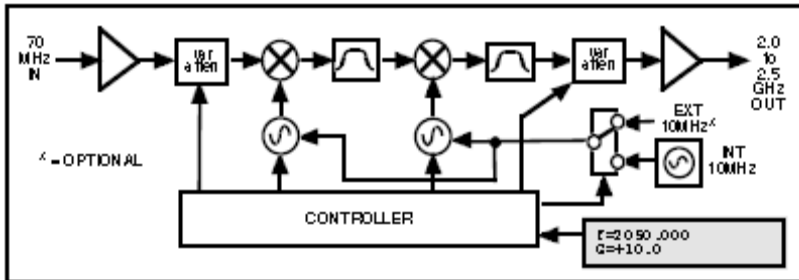 70
MHz
IN
var
atten
var
atten
2.0
to
2.5
GHz
OUT
EXT
10MHz X
X = OPTIONAL
INT
10MHz
CONTROLLER
F=2050.000
G=+10.0